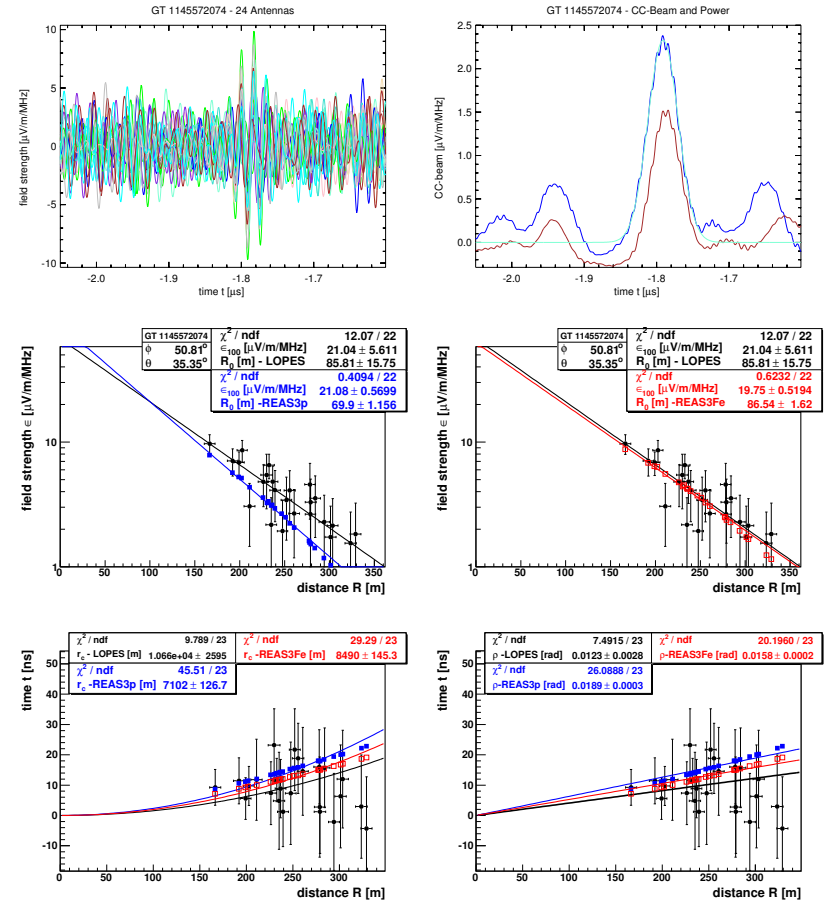 GT 1145572074 - 24 Antennas
10
5
0
-5
-10
field strength [μV/m/MHz]
-2.0
-1.9
-1.8
-1.7
time t [μs]
GT 1145572074 - CC-Beam and Power
2.5
2.0
1.5
1.0
0.5
0.0
CC-beam [μV/m/MHz]
-2.0
-1.9
-1.8
-1.7
time t [μs]
GT 1145572074
ϕ 50.81°
θ 35.35°
χ² / ndf 12.07 / 22
ϵ₁₀₀ [μV/m/MHz] 21.04 ± 5.611
R₀ [m] - LOPES 85.81 ± 15.75
χ² / ndf 0.4094 / 22
ϵ₁₀₀ [μV/m/MHz] 21.08 ± 0.5699
R₀ [m] -REAS3p 69.9 ± 1.156
field strength ϵ [μV/m/MHz]
10
1
0 50 100 150 200 250 300 350
distance R [m]
GT 1145572074
ϕ 50.81°
θ 35.35°
χ² / ndf 12.07 / 22
ϵ₁₀₀ [μV/m/MHz] 21.04 ± 5.611
R₀ [m] - LOPES 85.81 ± 15.75
χ² / ndf 0.6232 / 22
ϵ₁₀₀ [μV/m/MHz] 19.75 ± 0.5194
R₀ [m] -REAS3Fe 86.54 ± 1.62
field strength ϵ [μV/m/MHz]
10
1
0 50 100 150 200 250 300 350
distance R [m]
χ² / ndf 9.789 / 23
r_c - LOPES [m] 1.066e+04 ± 2595
χ² / ndf 29.29 / 23
r_c -REAS3Fe [m] 8490 ± 145.3
χ² / ndf 45.51 / 23
r_c -REAS3p [m] 7102 ± 126.7
time t [ns]
50
40
30
20
10
0
-10
0 50 100 150 200 250 300 350
distance R [m]
χ² / ndf 7.4915 / 23
ρ -LOPES [rad] 0.0123 ± 0.0028
χ² / ndf 20.1960 / 23
ρ-REAS3Fe [rad] 0.0158 ± 0.0002
χ² / ndf 26.0888 / 23
ρ-REAS3p [rad] 0.0189 ± 0.0003
time t [ns]
50
40
30
20
10
0
-10
0 50 100 150 200 250 300 350
distance R [m]